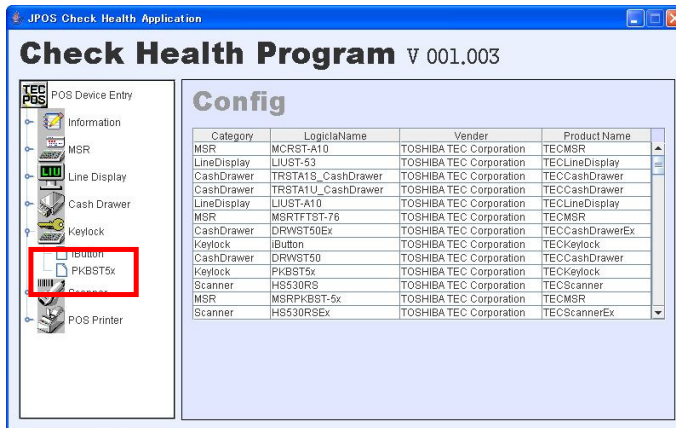 JPOS Check Health Application
Check Health Program V 001.003
TEC POS POS Device Entry
Information
MSR
LIU Line Display
Cash Drawer
Keylock
iButton
PKBST5x
Scanner
POS Printer
Config
Category LogiclaName Vender Product Name
MSR MCRST-A10 TOSHIBA TEC Corporation TECMSR
LineDisplay LIUST-53 TOSHIBA TEC Corporation TECLineDisplay
CashDrawer TRSTA1S_CashDrawer TOSHIBA TEC Corporation TECCashDrawer
CashDrawer TRSTA1U_CashDrawer TOSHIBA TEC Corporation TECCashDrawer
LineDisplay LIUST-A10 TOSHIBA TEC Corporation TECLineDisplay
MSR MSRTFTST-76 TOSHIBA TEC Corporation TECMSR
CashDrawer DRWST50Ex TOSHIBA TEC Corporation TECCashDrawerEx
Keylock iButton TOSHIBA TEC Corporation TECKeylock
CashDrawer DRWST50 TOSHIBA TEC Corporation TECCashDrawer
Keylock PKBST5x TOSHIBA TEC Corporation TECKeylock
Scanner HS530RS TOSHIBA TEC Corporation TECScanner
MSR MSRPKBST-5x TOSHIBA TEC Corporation TECMSR
Scanner HS530RSEx TOSHIBA TEC Corporation TECScannerEx